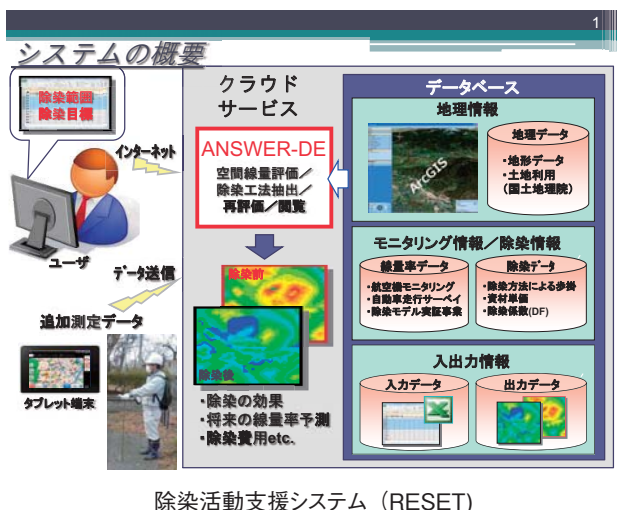 1
システムの概要
除染範囲
除染目標
インターネット
ユーザ
データ送信
追加測定データ
タブレット端末
クラウド
サービス
ANSWER-DE
空間線量評価／
除染工法抽出／
再評価／閲覧
除染前
除染後
・除染の効果
・将来の線量率予測
・除染費用etc.
データベース
地理情報
ArcGIS
地理データ
・地形データ
・土地利用
（国土地理院）
モニタリング情報／除染情報
線量率データ
・航空機モニタリング
・自動車走行サーベイ
・除染モデル実証事業
除染データ
・除染方法による歩掛
・資材単価
・除染係数(DF)
入出力情報
入力データ
出力データ
除染活動支援システム（RESET)